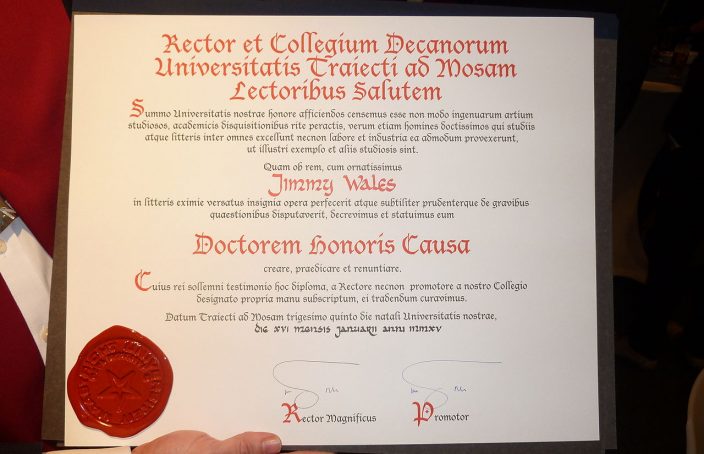 Rector et Collegium Decanorum
Universitatis Traiecti ad Mosam
Lectoribus Salutem
Summo Universitatis nostrae honore afficiendos censemus esse non modo ingenuarum artium
studiosos, academicis disquisitionibus rite peractis, verum etiam homines doctissimos qui studiis
atque litteris inter omnes excellunt necnon labore et industria ea admodum provexerunt,
ut illustri exemplo et aliis studiosis sint.
Quam ob rem, cum ornatissimus
Jimmy Wales
in litteris eximie versatus insignia opera perfecerit atque subtiliter prudenterque de gravibus
quaestionibus disputaverit, decrevimus et statuimus eum
Doctorem Honoris Causa
creare, praedicare et renuntiare.
Cuius rei sollemni testimonio hoc diploma, a Rectore necnon promotore a nostro Collegio
designato propria manu subscriptum, ei tradendum curavimus.
Datum Traiecti ad Mosam trigesimo quinto die natali Universitatis nostrae,
die XVI mensis januarii anni MMXV
Rector Magnificus
Promotor